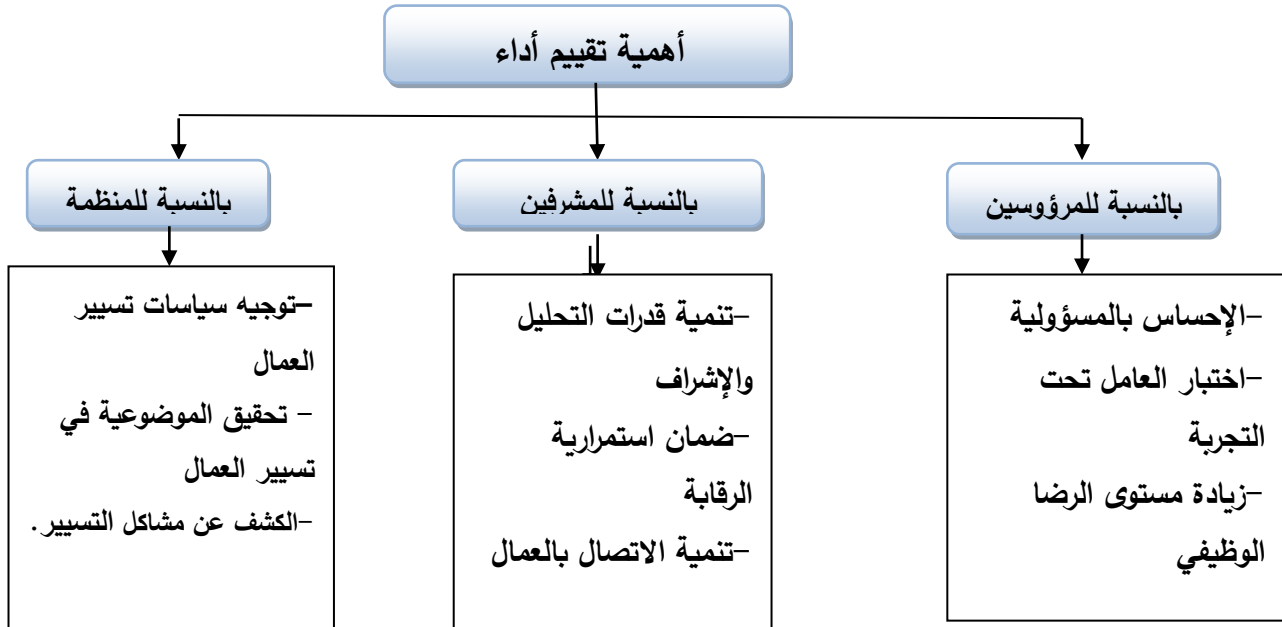 أهمية تقييم أداء
بالنسبة للمرؤوسين
بالنسبة للمشرفين
بالنسبة للمنظمة
–الإحساس بالمسؤولية
–اختبار العامل تحت
التجربة
–زيادة مستوى الرضا
الوظيفي
–تنمية قدرات التحليل
والإشراف
–ضمان استمرارية
الرقابة
–تنمية الاتصال بالعمال
–توجيه سياسات تسيير
العمال
– تحقيق الموضوعية في
تسيير العمال
–الكشف عن مشاكل التسيير.